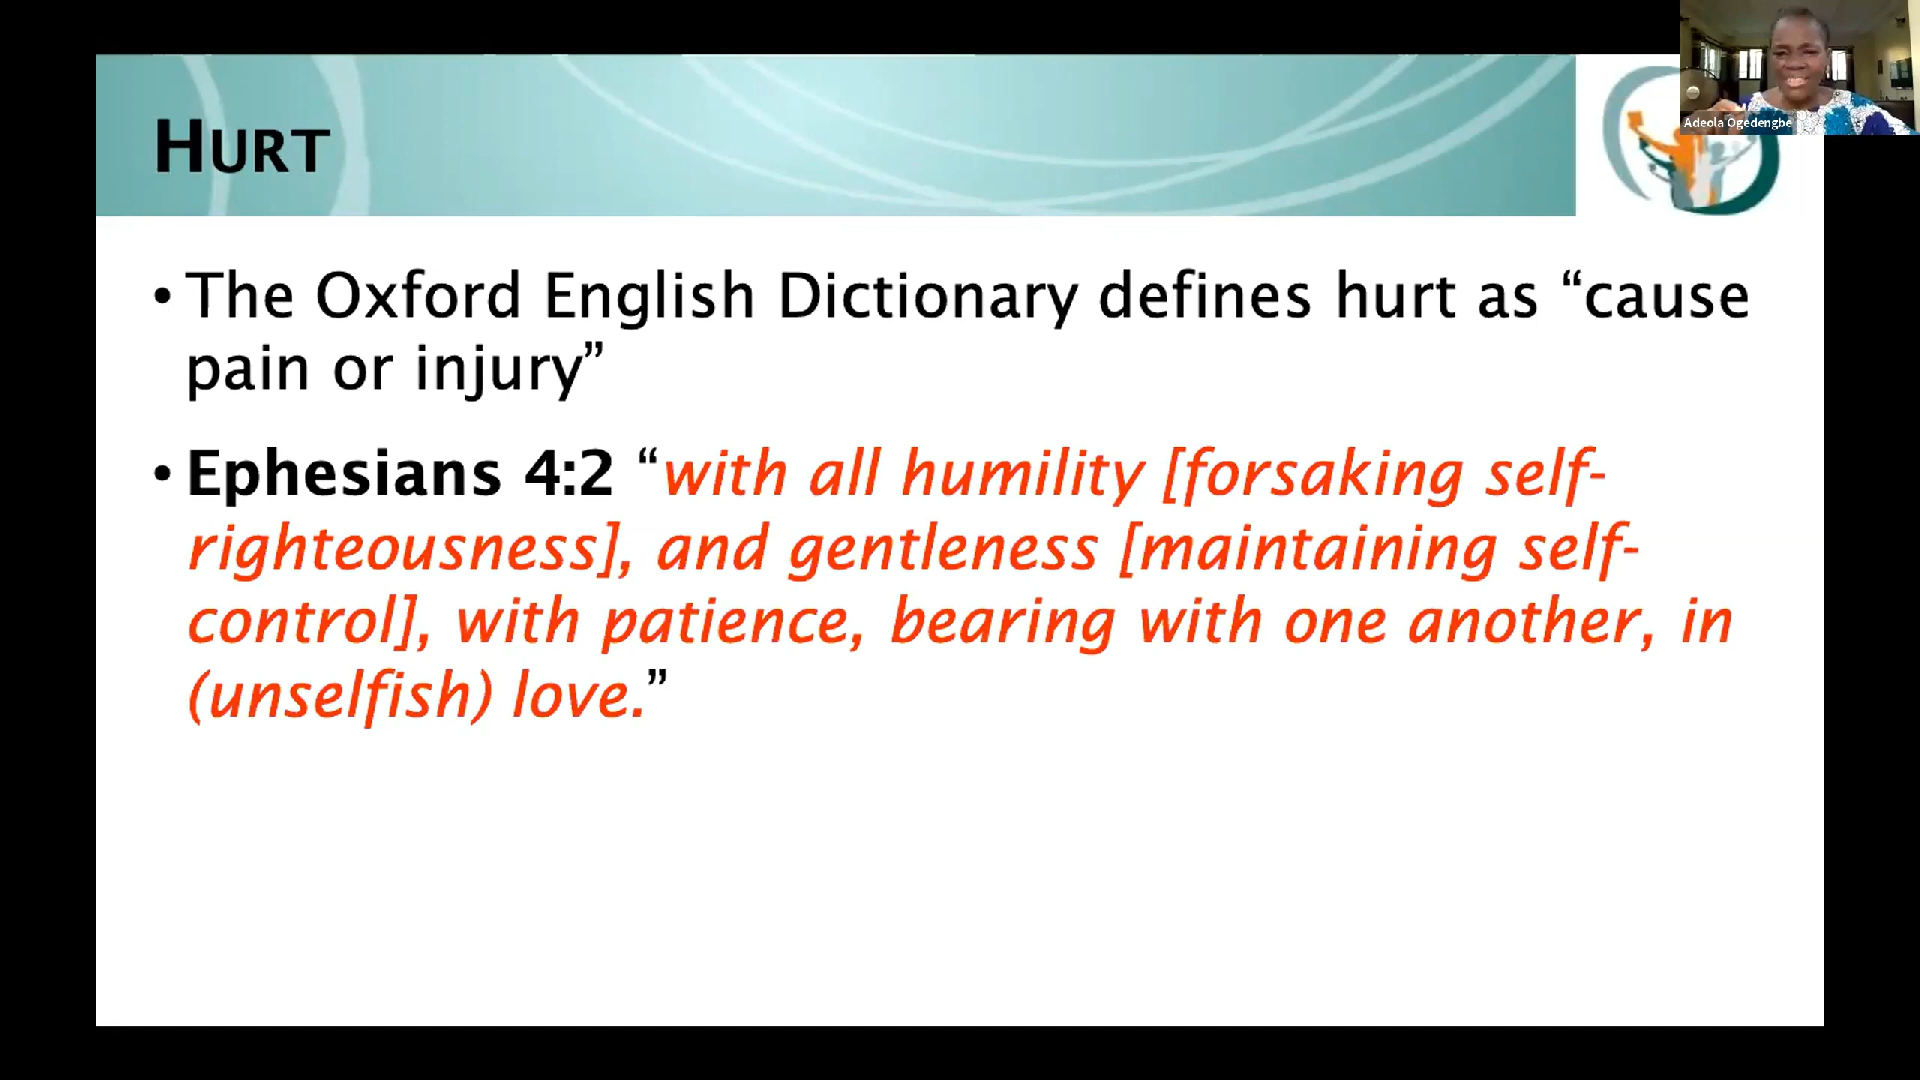 Adeola Ogedengbe
HURT
• The Oxford English Dictionary defines hurt as “cause
pain or injury”
• Ephesians 4:2 “with all humility [forsaking self-
righteousness], and gentleness [maintaining self-
control], with patience, bearing with one another, in
(unselfish) love.”